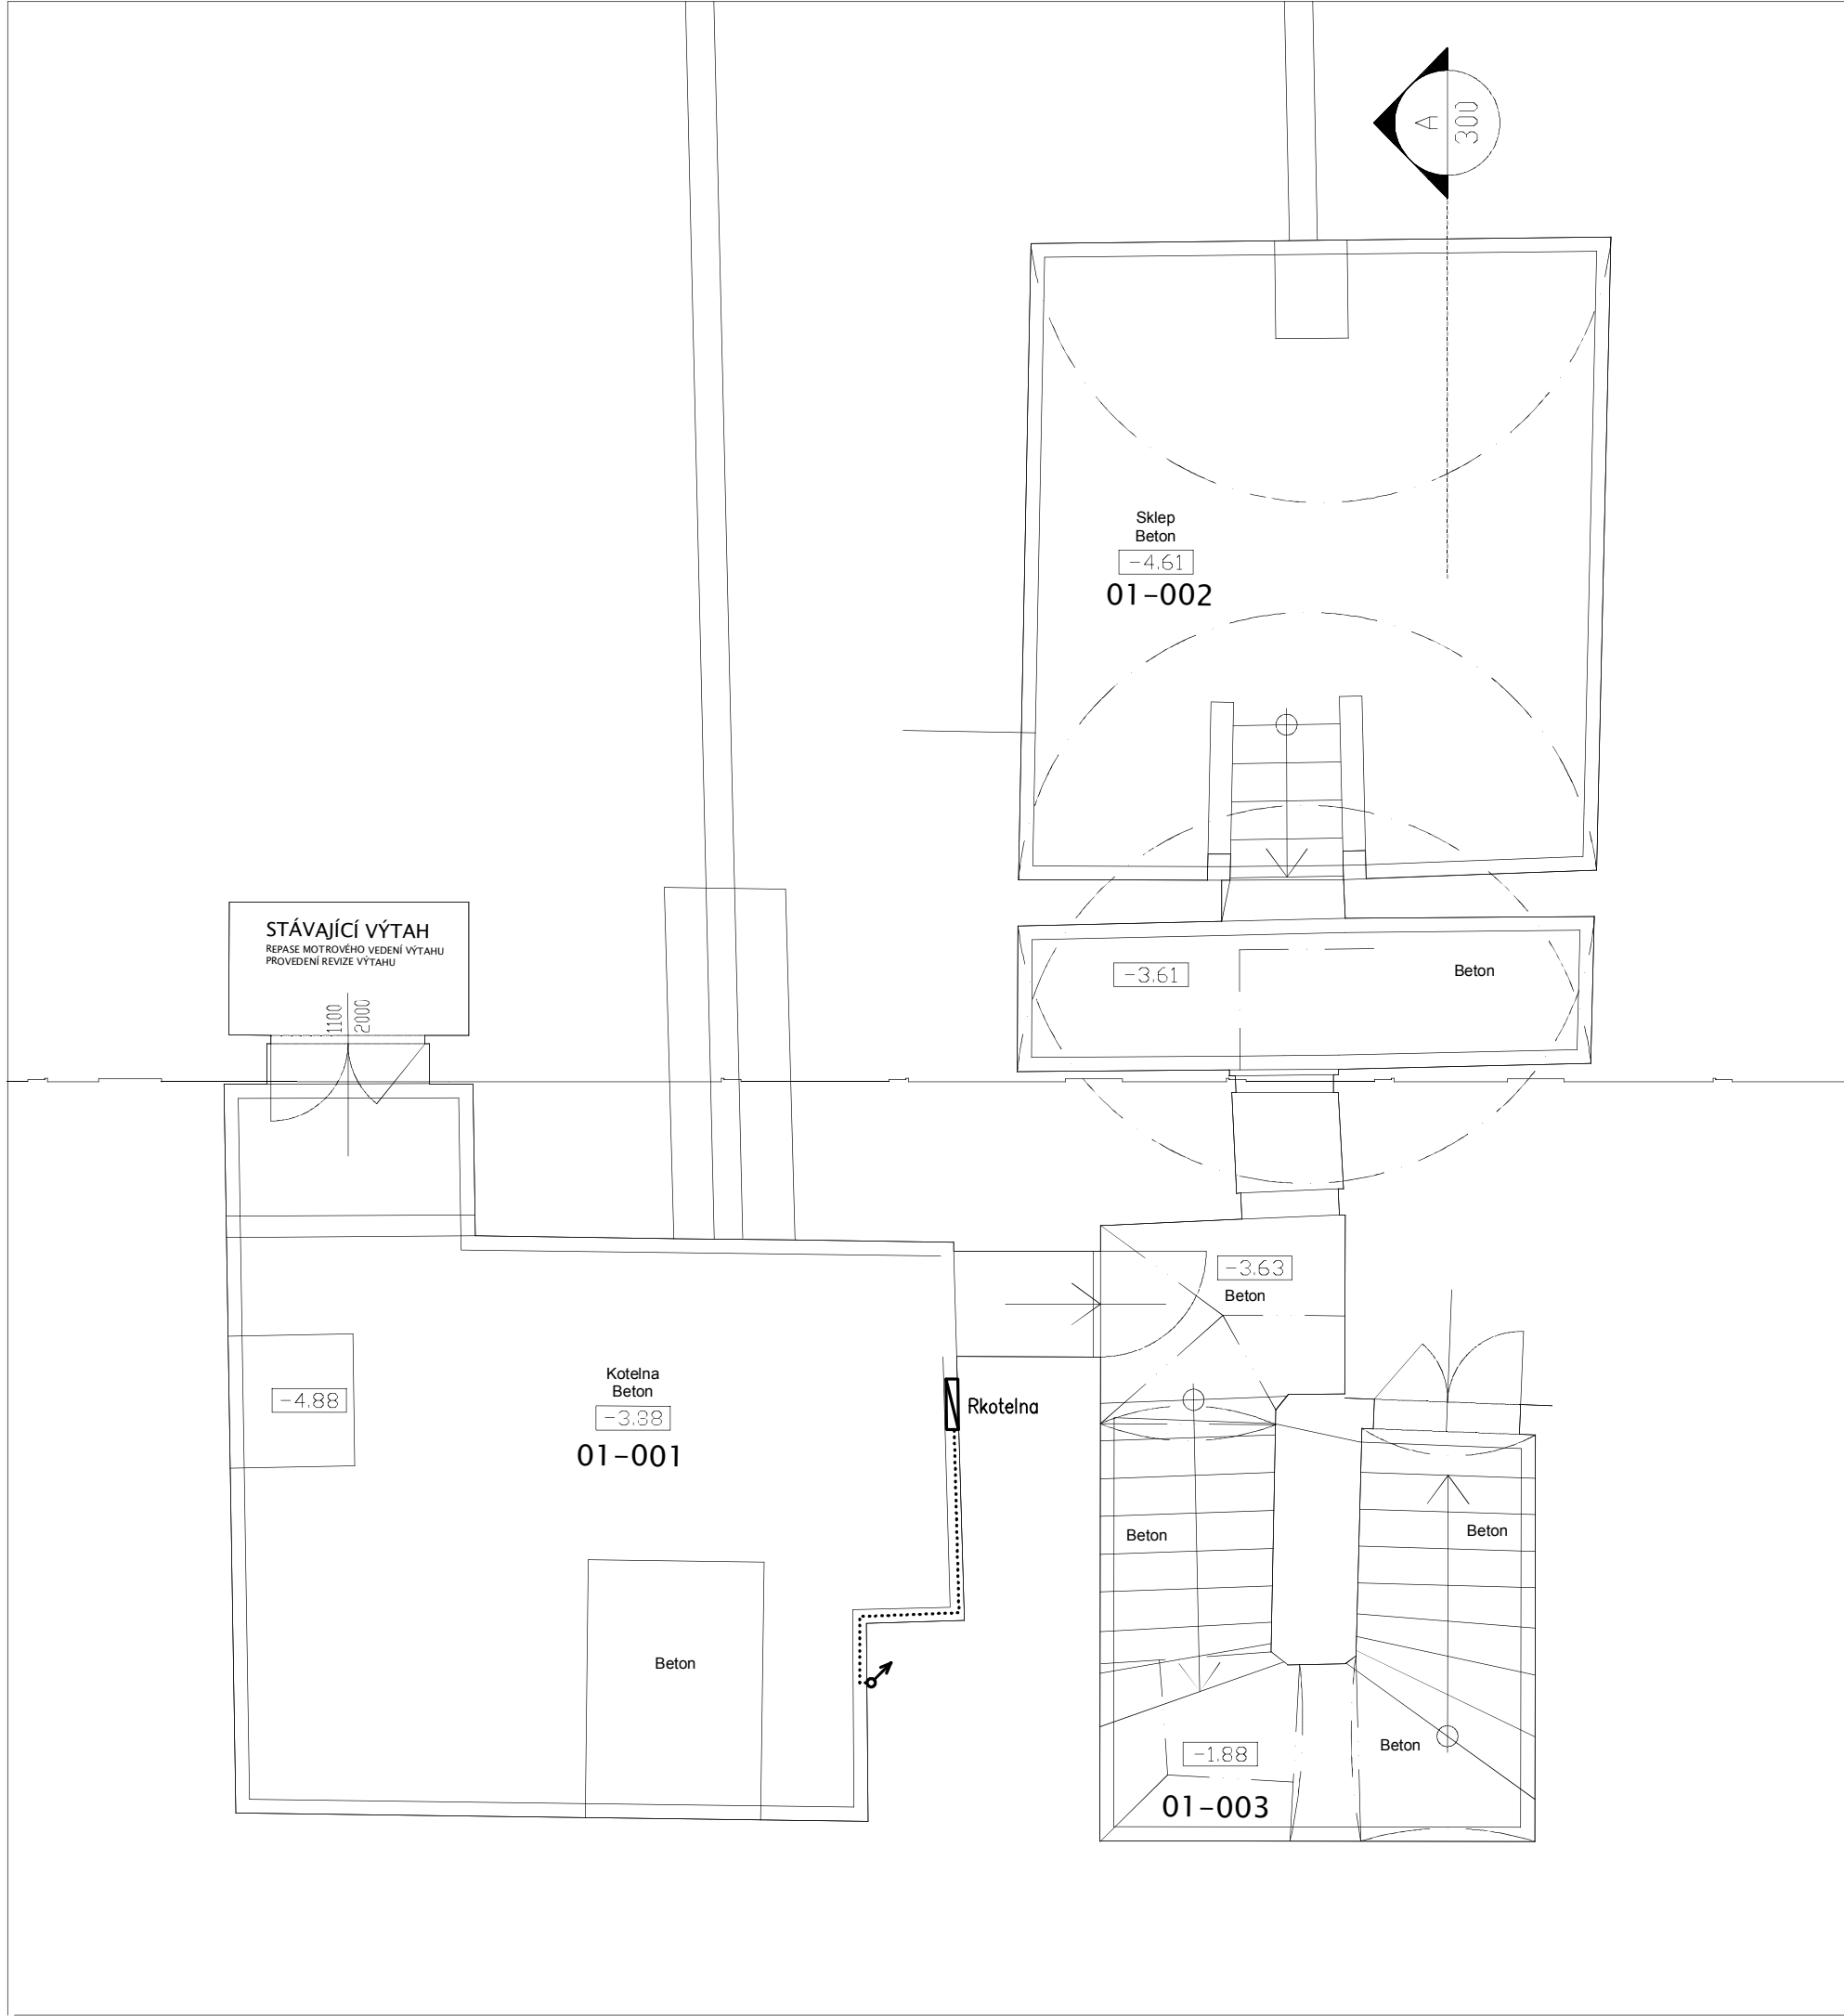 A
300
Sklep
Beton
-4.61
01-002
STÁVAJÍCÍ VÝTAH
REPASE MOTROVÉHO VEDENÍ VÝTAHU
PROVEDENÍ REVIZE VÝTAHU
1100
2000
-3.61
Beton
-3.63
Beton
Kotelna
Beton
-3.38
01-001
-4.88
Rkotelna
Beton
Beton
Beton
Beton
-1.88
01-003